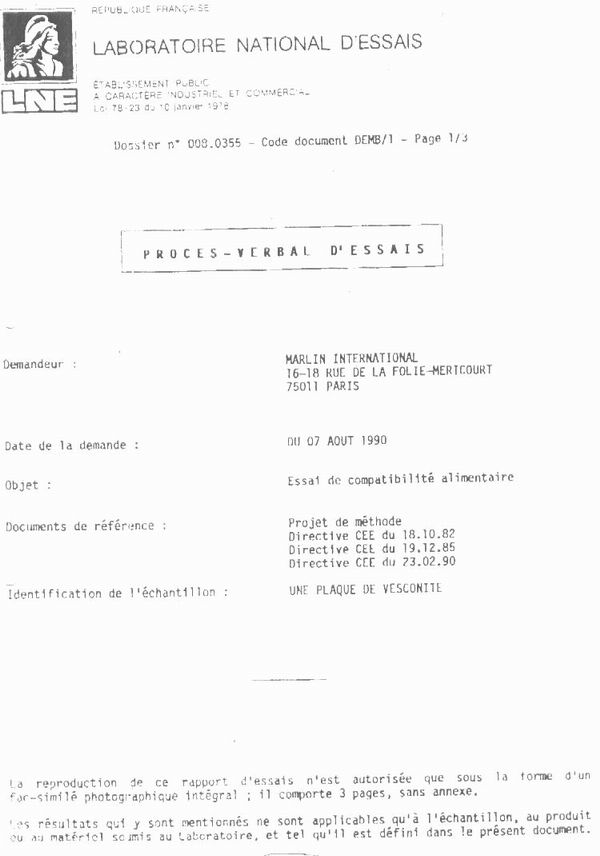 RÉPUBLIQUE FRANÇAISE
LABORATOIRE NATIONAL D'ESSAIS
LNE
ÉTABLISSEMENT PUBLIC
A CARACTÈRE INDUSTRIEL ET COMMERCIAL
Loi 78-23 du 10 janvier 1978
Dossier n° 008.0355 - Code document DEMB/1 - Page 1/3
PROCES-VERBAL D'ESSAIS
Demandeur :
MARLIN INTERNATIONAL
16-18 RUE DE LA FOLIE-MERICOURT
75011 PARIS
Date de la demande :
DU 07 AOUT 1990
Objet :
Essai de compatibilité alimentaire
Documents de référence :
Projet de méthode
Directive CEE du 18.10.82
Directive CEE du 19.12.85
Directive CEE du 23.02.90
Identification de l'échantillon :
UNE PLAQUE DE VESCONITE
La reproduction de ce rapport d'essais n'est autorisée que sous la forme d'un
fac-similé photographique intégral ; il comporte 3 pages, sans annexe.
Les résultats qui y sont mentionnés ne sont applicables qu'à l'échantillon, au produit
ou au matériel soumis au Laboratoire, et tel qu'il est défini dans le présent document.